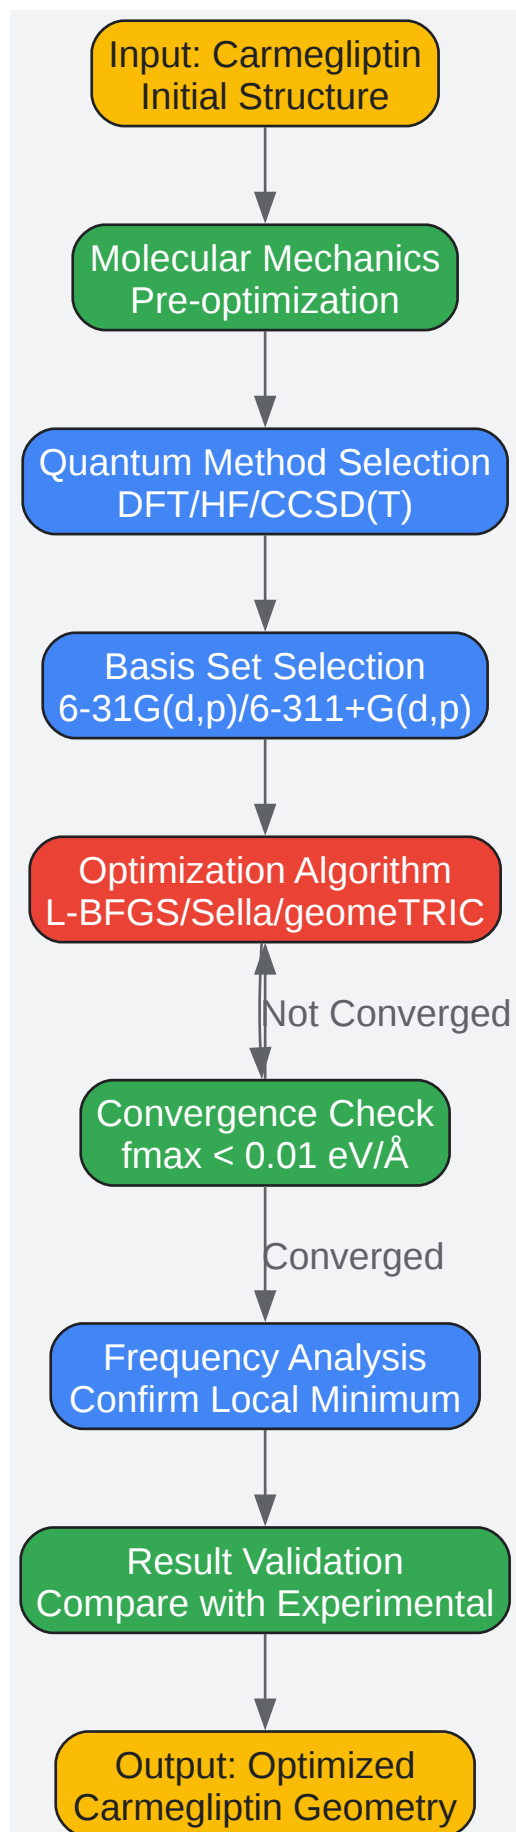 Input: Carmegliptin
Initial Structure
Molecular Mechanics
Pre-optimization
Quantum Method Selection
DFT/HF/CCSD(T)
Basis Set Selection
6-31G(d,p)/6-311+G(d,p)
Optimization Algorithm
L-BFGS/Sella/geomeTRIC
Not Converged
Convergence Check
fmax < 0.01 eV/Å
Converged
Frequency Analysis
Confirm Local Minimum
Result Validation
Compare with Experimental
Output: Optimized
Carmegliptin Geometry